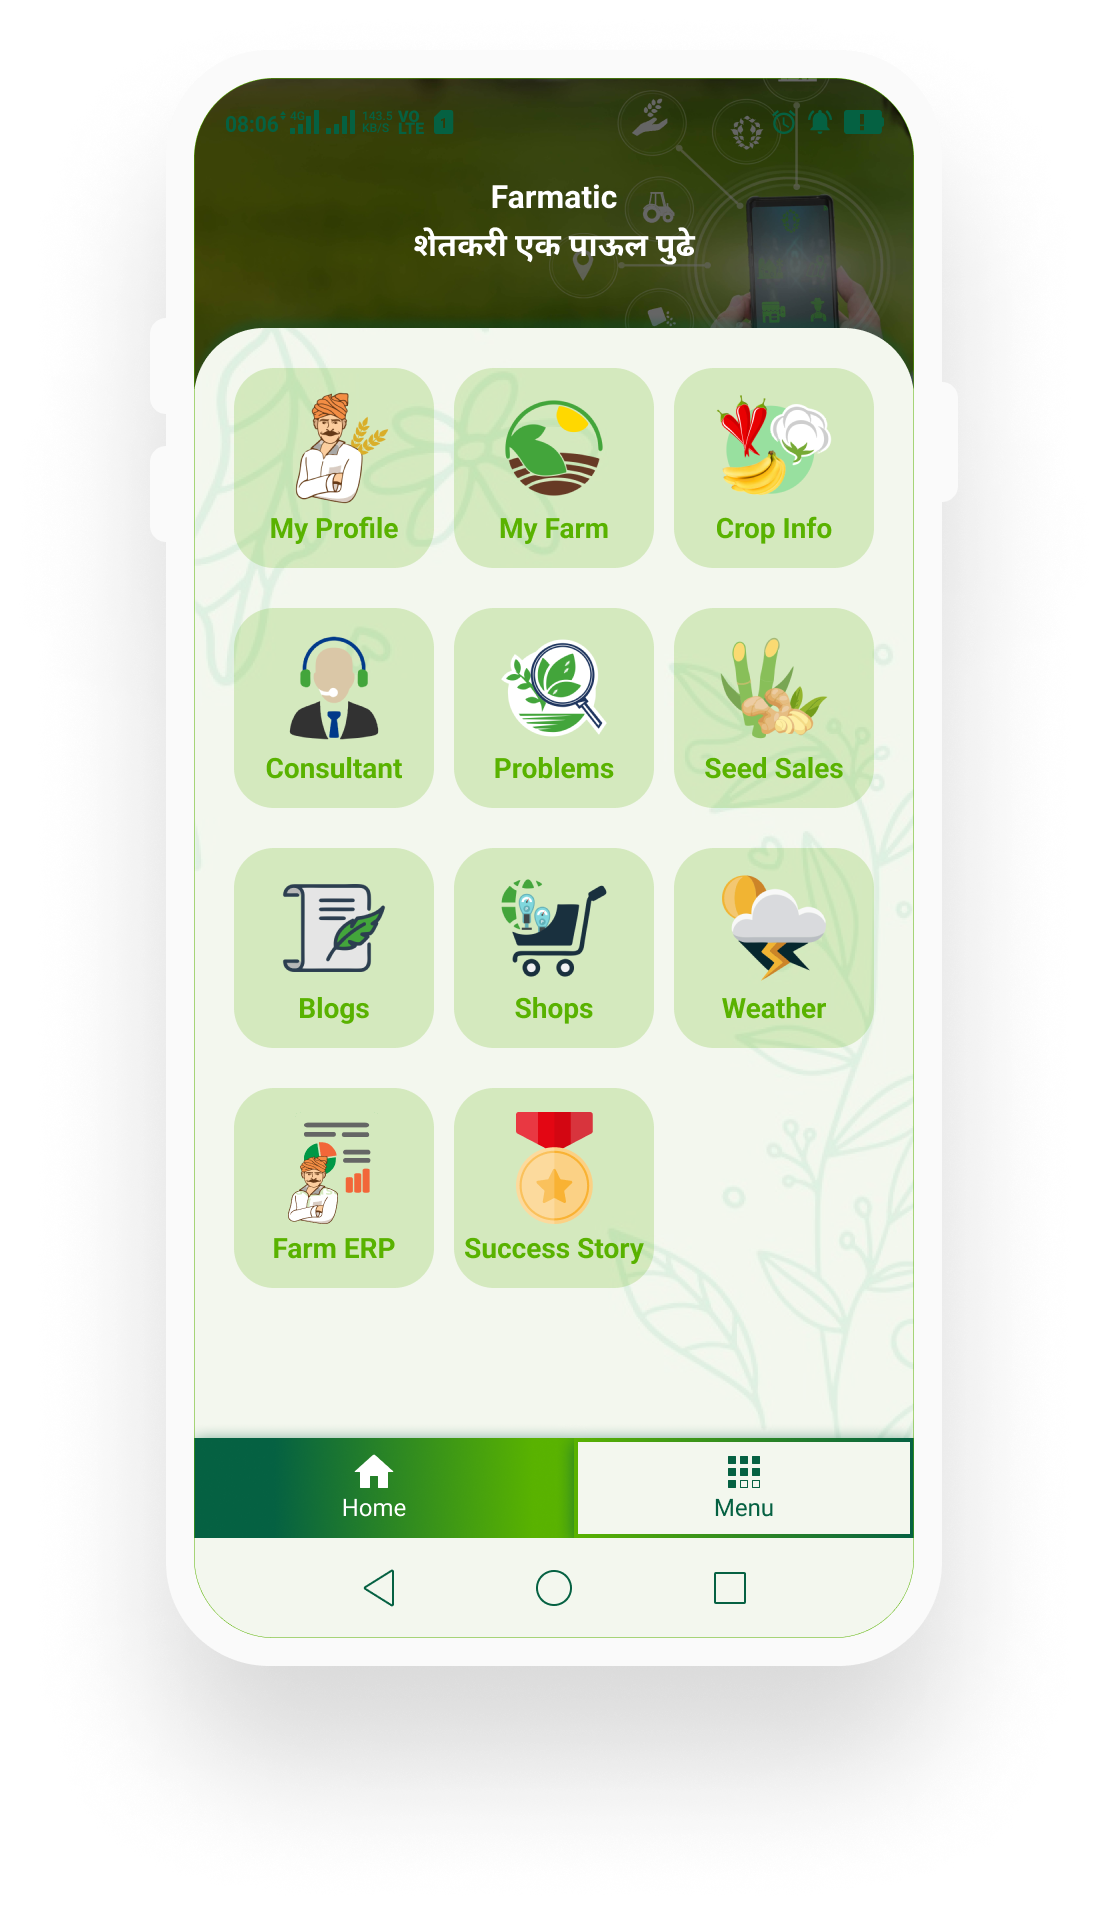 08:06 4G 143.5 KB/S VO LTE 1
Farmatic
शेतकरी एक पाऊल पुढे
My Profile My Farm Crop Info
Consultant Problems Seed Sales
Blogs Shops Weather
Farm ERP Success Story
Home Menu